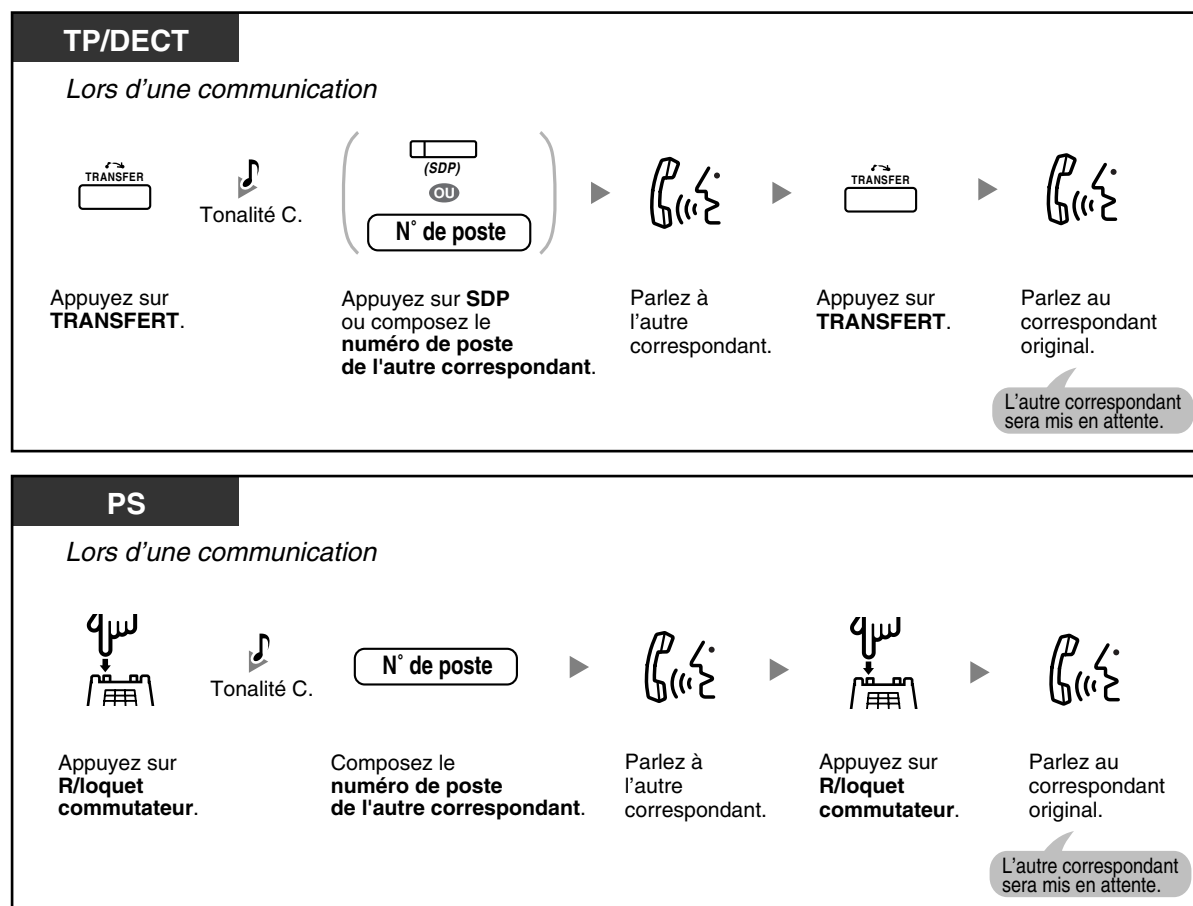 TP/DECT
Lors d'une communication
TRANSFER
Tonalité C.
(SDP)
OU
N° de poste
TRANSFER
Appuyez sur
TRANSFERT.
Appuyez sur SDP
ou composez le
numéro de poste
de l'autre correspondant.
Parlez à
l'autre
correspondant.
Appuyez sur
TRANSFERT.
Parlez au
correspondant
original.
L'autre correspondant
sera mis en attente.
PS
Lors d'une communication
Tonalité C.
N° de poste
Appuyez sur
R/loquet
commutateur.
Composez le
numéro de poste
de l'autre correspondant.
Parlez à
l'autre
correspondant.
Appuyez sur
R/loquet
commutateur.
Parlez au
correspondant
original.
L'autre correspondant
sera mis en attente.